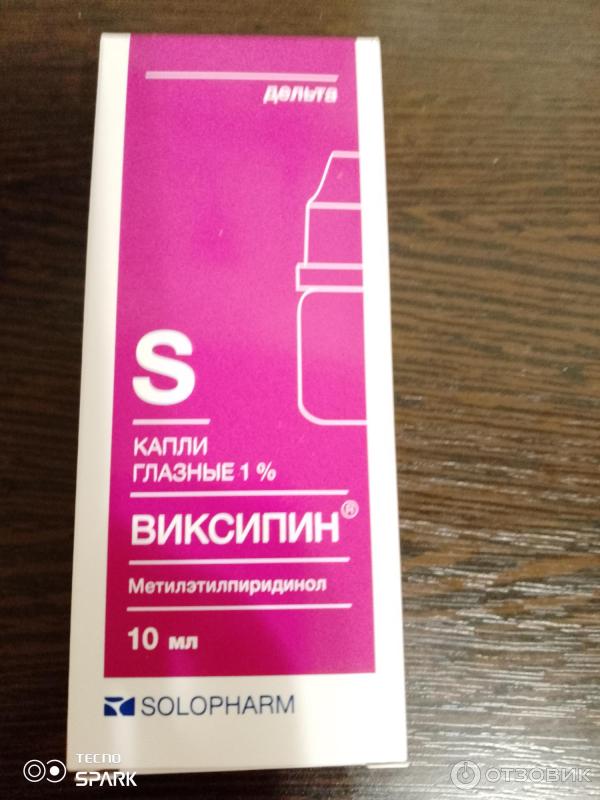 дельта
S
КАПЛИ
ГЛАЗНЫЕ 1 %
ВИКСИПИН®
Метилэтилпиридинол
10 мл
SOLOPHARM
TECNO
SPARK
ОТЗОВИК